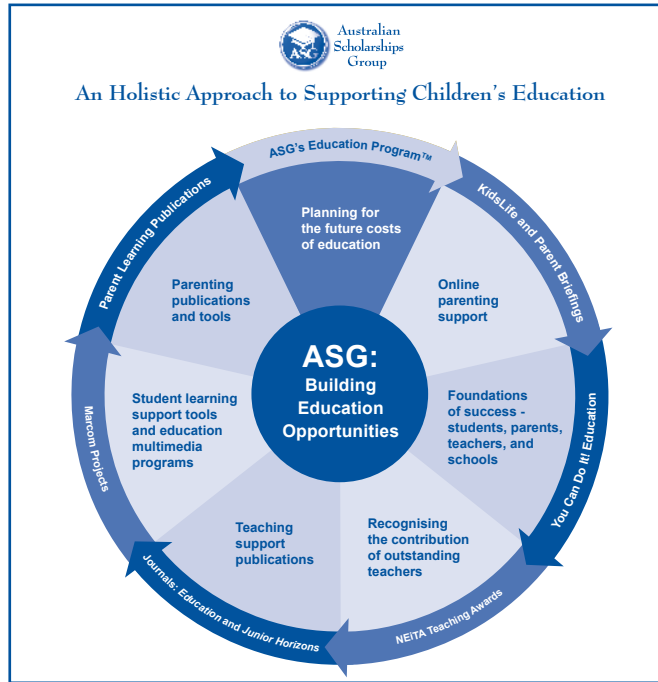 Australian
Scholarships
Group
ASG
An Holistic Approach to Supporting Children's Education
ASG's Education Program™
Planning for
the future costs
of education
KidsLife and Parent Briefings
Online
parenting
support
You Can Do It! Education
Foundations
of success -
students, parents,
teachers, and
schools
NEiTA Teaching Awards
Recognising
the contribution
of outstanding
teachers
Journals: Education and Junior Horizons
Teaching
support
publications
Marcom Projects
Student learning
support tools
and education
multimedia
programs
Parent Learning Publications
Parenting
publications
and tools
ASG:
Building
Education
Opportunities